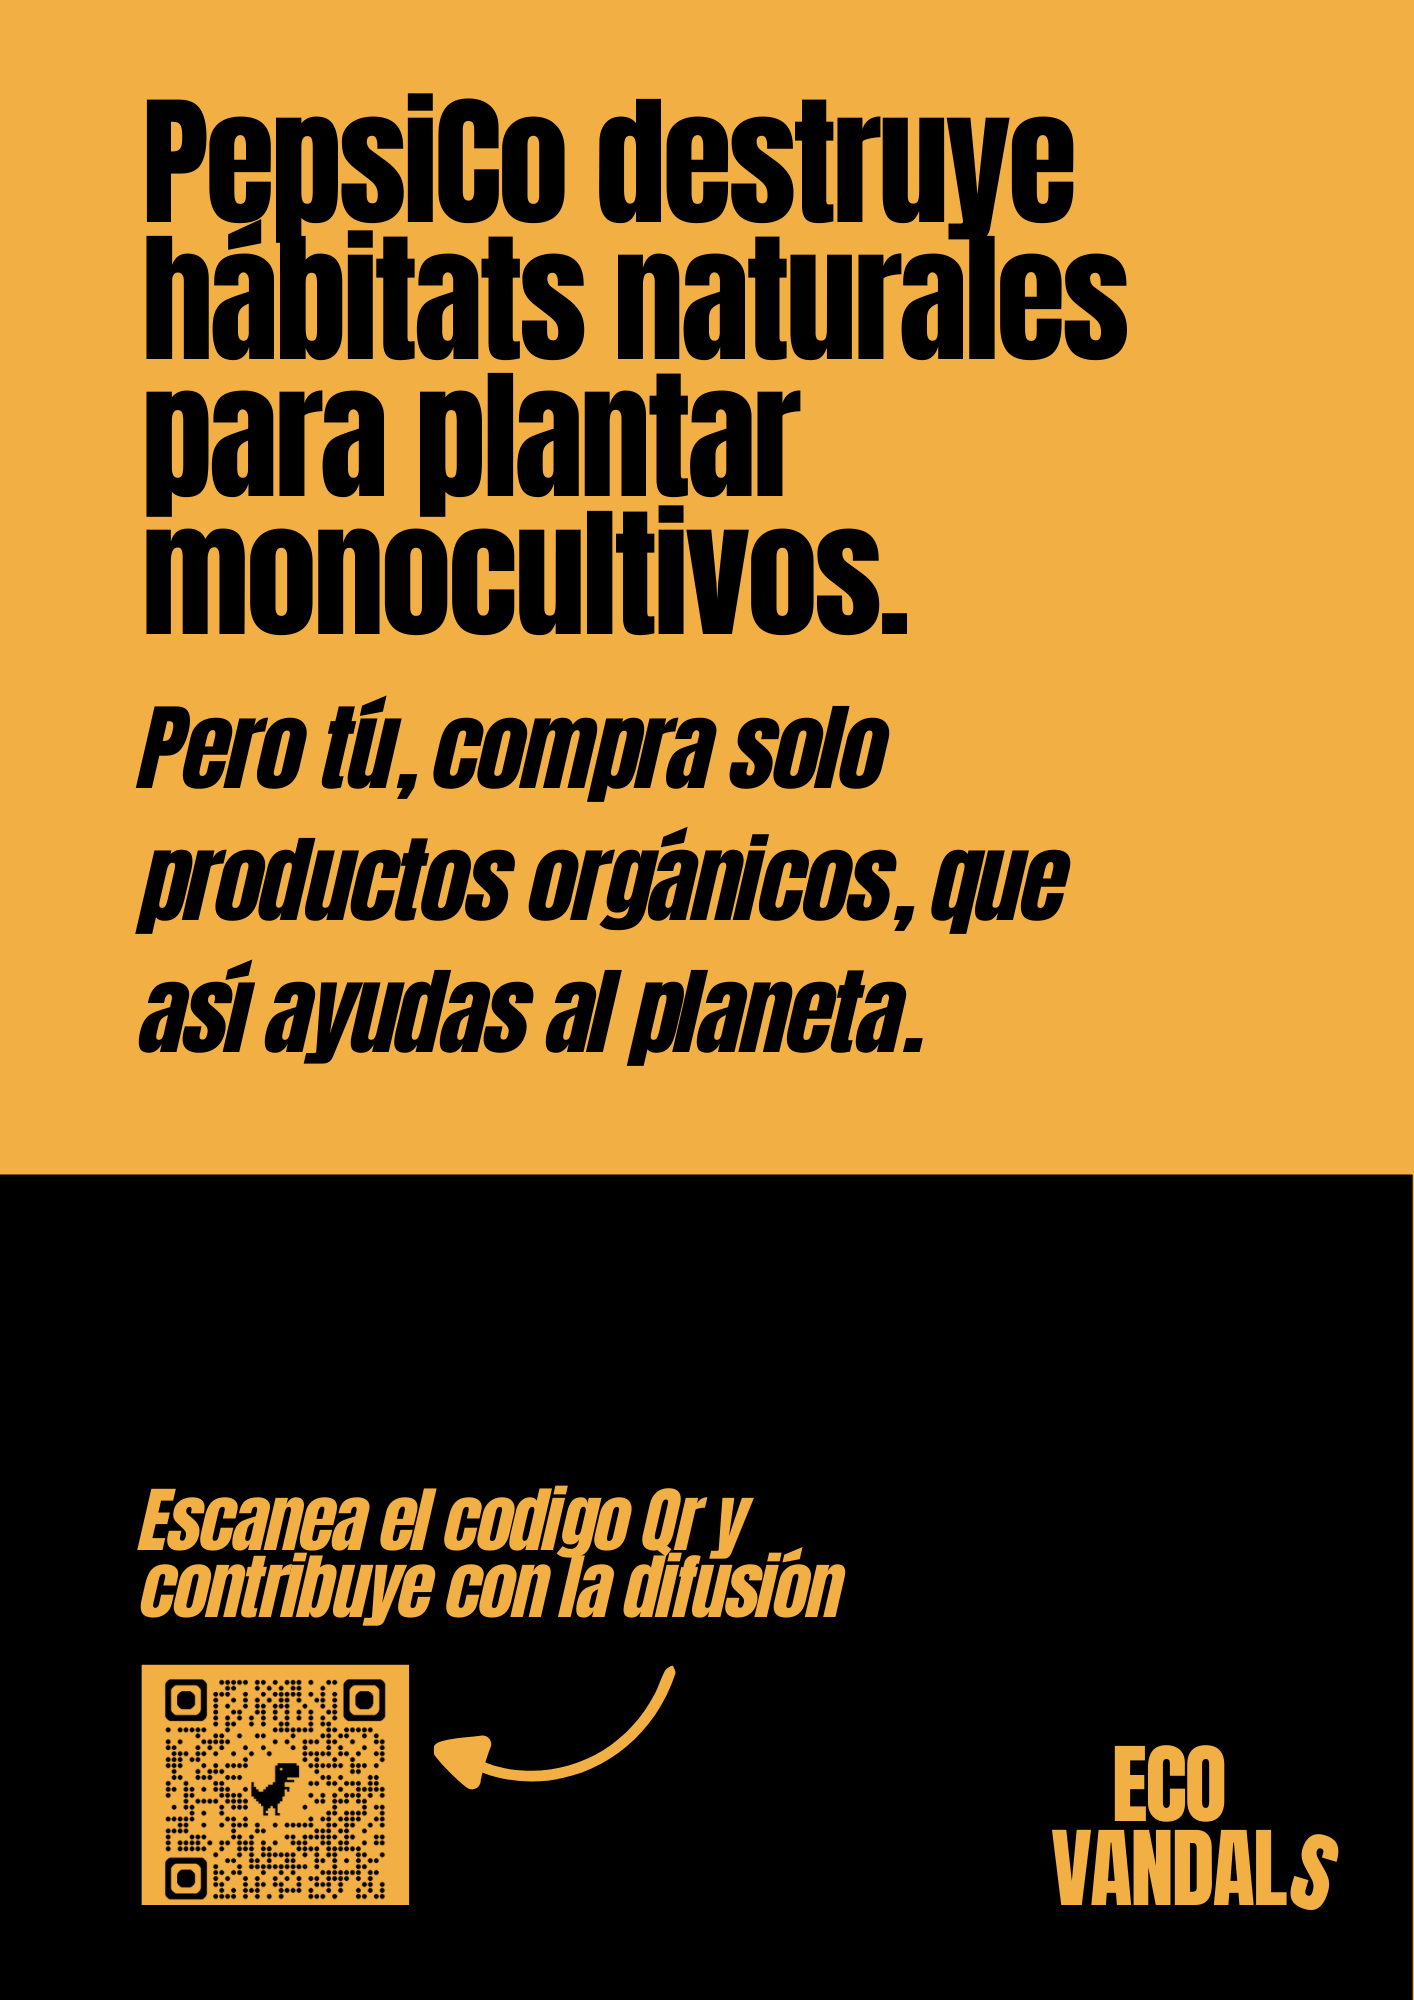 PepsiCo destruye
hábitats naturales
para plantar
monocultivos.
Pero tú, compra solo
productos orgánicos, que
así ayudas al planeta.
Escanea el codigo Qr y
contribuye con la difusión
ECO
VANDALS